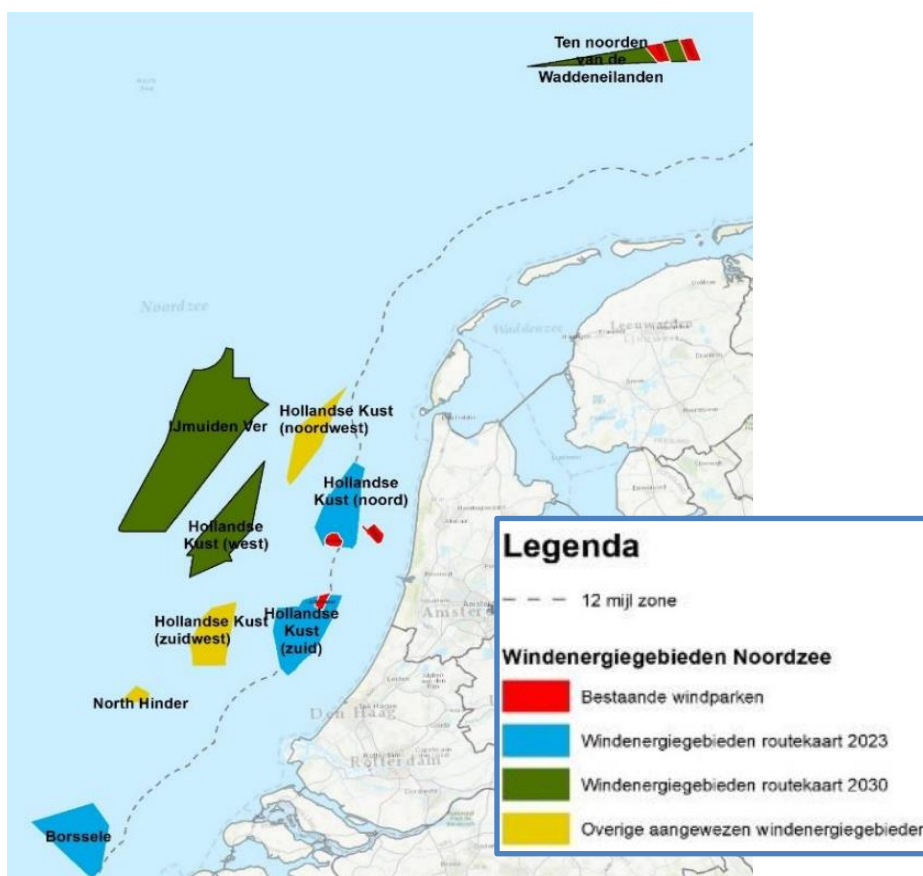 Ten noorden
van de
Waddeneilanden
Noordzee
Waddenzee
Leeuwarden
IJmuiden Ver
Hollandse Kust
(noordwest)
Hollandse
Kust (noord)
Hollandse
Kust (west)
Hollandse Kust
(zuidwest)
Hollandse
Kust
(zuid)
North Hinder
Amst
Den Haag
Rotterdam
Borssele
Legenda
12 mijl zone
Windenergiegebieden Noordzee
Bestaande windparken
Windenergiegebieden routekaart 2023
Windenergiegebieden routekaart 2030
Overige aangewezen windenergiegebieden